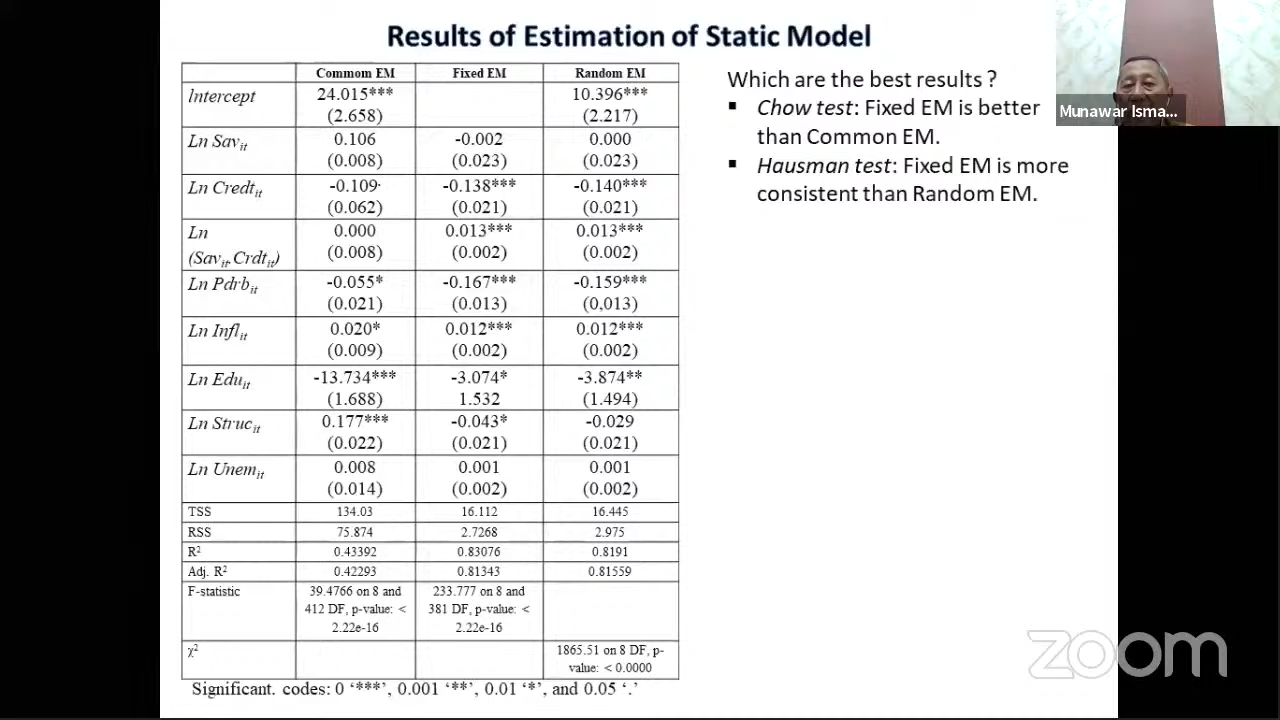 Results of Estimation of Static Model
Commom EM Fixed EM Random EM
Intercept 24.015*** 10.396***
(2.658) (2.217)
Ln Savit 0.106 -0.002 0.000
(0.008) (0.023) (0.023)
Ln Credtit -0.109. -0.138*** -0.140***
(0.062) (0.021) (0.021)
Ln 0.000 0.013*** 0.013***
(Savit.Crdtit) (0.008) (0.002) (0.002)
Ln Pdrbit -0.055* -0.167*** -0.159***
(0.021) (0.013) (0,013)
Ln Inflit 0.020* 0.012*** 0.012***
(0.009) (0.002) (0.002)
Ln Eduit -13.734*** -3.074* -3.874**
(1.688) 1.532 (1.494)
Ln Strucit 0.177*** -0.043* -0.029
(0.022) (0.021) (0.021)
Ln Unemit 0.008 0.001 0.001
(0.014) (0.002) (0.002)
TSS 134.03 16.112 16.445
RSS 75.874 2.7268 2.975
R2 0.43392 0.83076 0.8191
Adj. R2 0.42293 0.81343 0.81559
F-statistic 39.4766 on 8 and 233.777 on 8 and
412 DF, p-value: < 381 DF, p-value: <
2.22e-16 2.22e-16
χ2 1865.51 on 8 DF, p-
value: < 0.0000
Significant. codes: 0 ‘***’, 0.001 ‘**’, 0.01 ‘*’, and 0.05 ‘.’
Which are the best results ?
▪ Chow test: Fixed EM is better
than Common EM.
▪ Hausman test: Fixed EM is more
consistent than Random EM.
Munawar Isma...
zoom